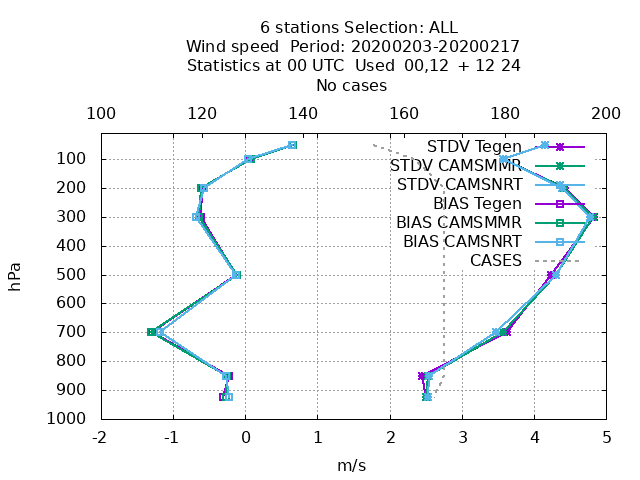 6 stations Selection: ALL
Wind speed  Period: 20200203-20200217
Statistics at 00 UTC  Used  00,12  + 12 24
No cases
100 120 140 160 180 200
STDV Tegen
100
STDV CAMSMMR
200
STDV CAMSNRT
BIAS Tegen
300
BIAS CAMSMMR
400
BIAS CAMSNRT
CASES
500
600
700
800
900
1000
hPa
-2 -1 0 1 2 3 4 5
m/s